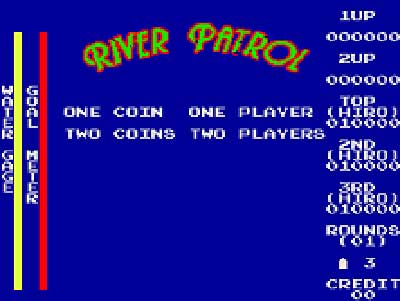 RIVER PATROL
ONE COIN ONE PLAYER
TWO COINS TWO PLAYERS
WATER GAGE
GOAL METER
1UP
000000
2UP
000000
TOP
(HIRO)
010000
2ND
(HIRO)
010000
3RD
(HIRO)
010000
ROUNDS
(01)
3
CREDIT
00